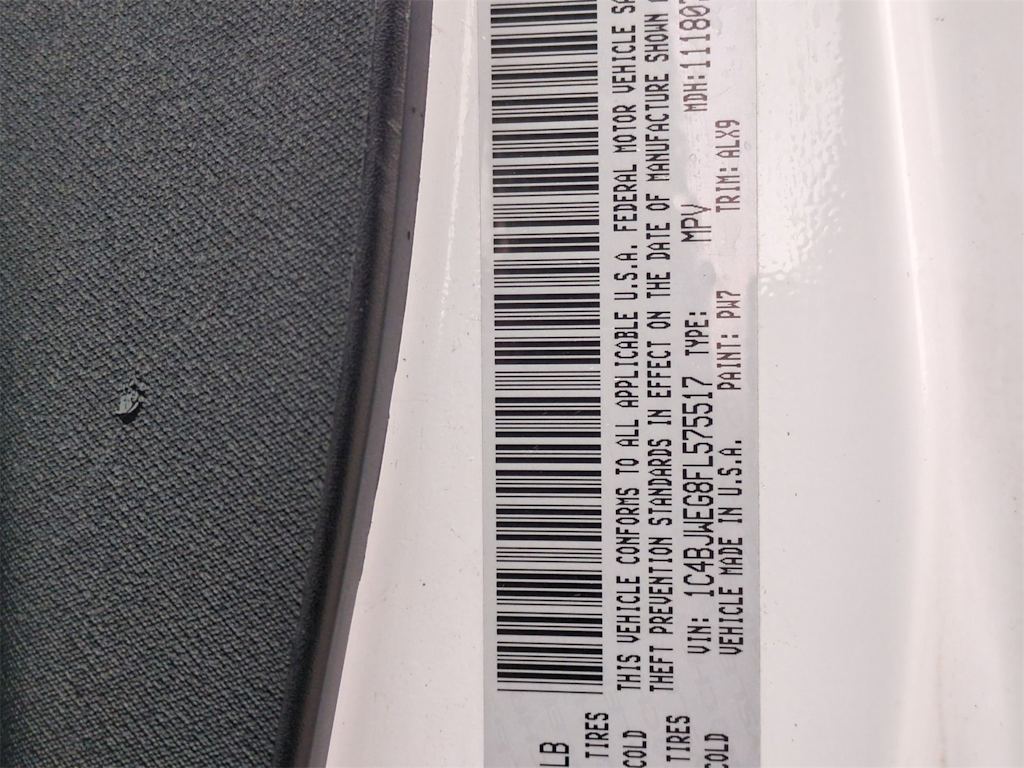 LB
TIRES
COLD
TIRES
COLD
THIS VEHICLE CONFORMS TO ALL APPLICABLE U.S.A. FEDERAL MOTOR VEHICLE
THEFT PREVENTION STANDARDS IN EFFECT ON THE DATE OF MANUFACTURE SHOWN
VIN: 1C4BJWEG8FL575517 TYPE: MPV MDH:111807
VEHICLE MADE IN U.S.A. PAINT: PW7 TRIM:ALX9